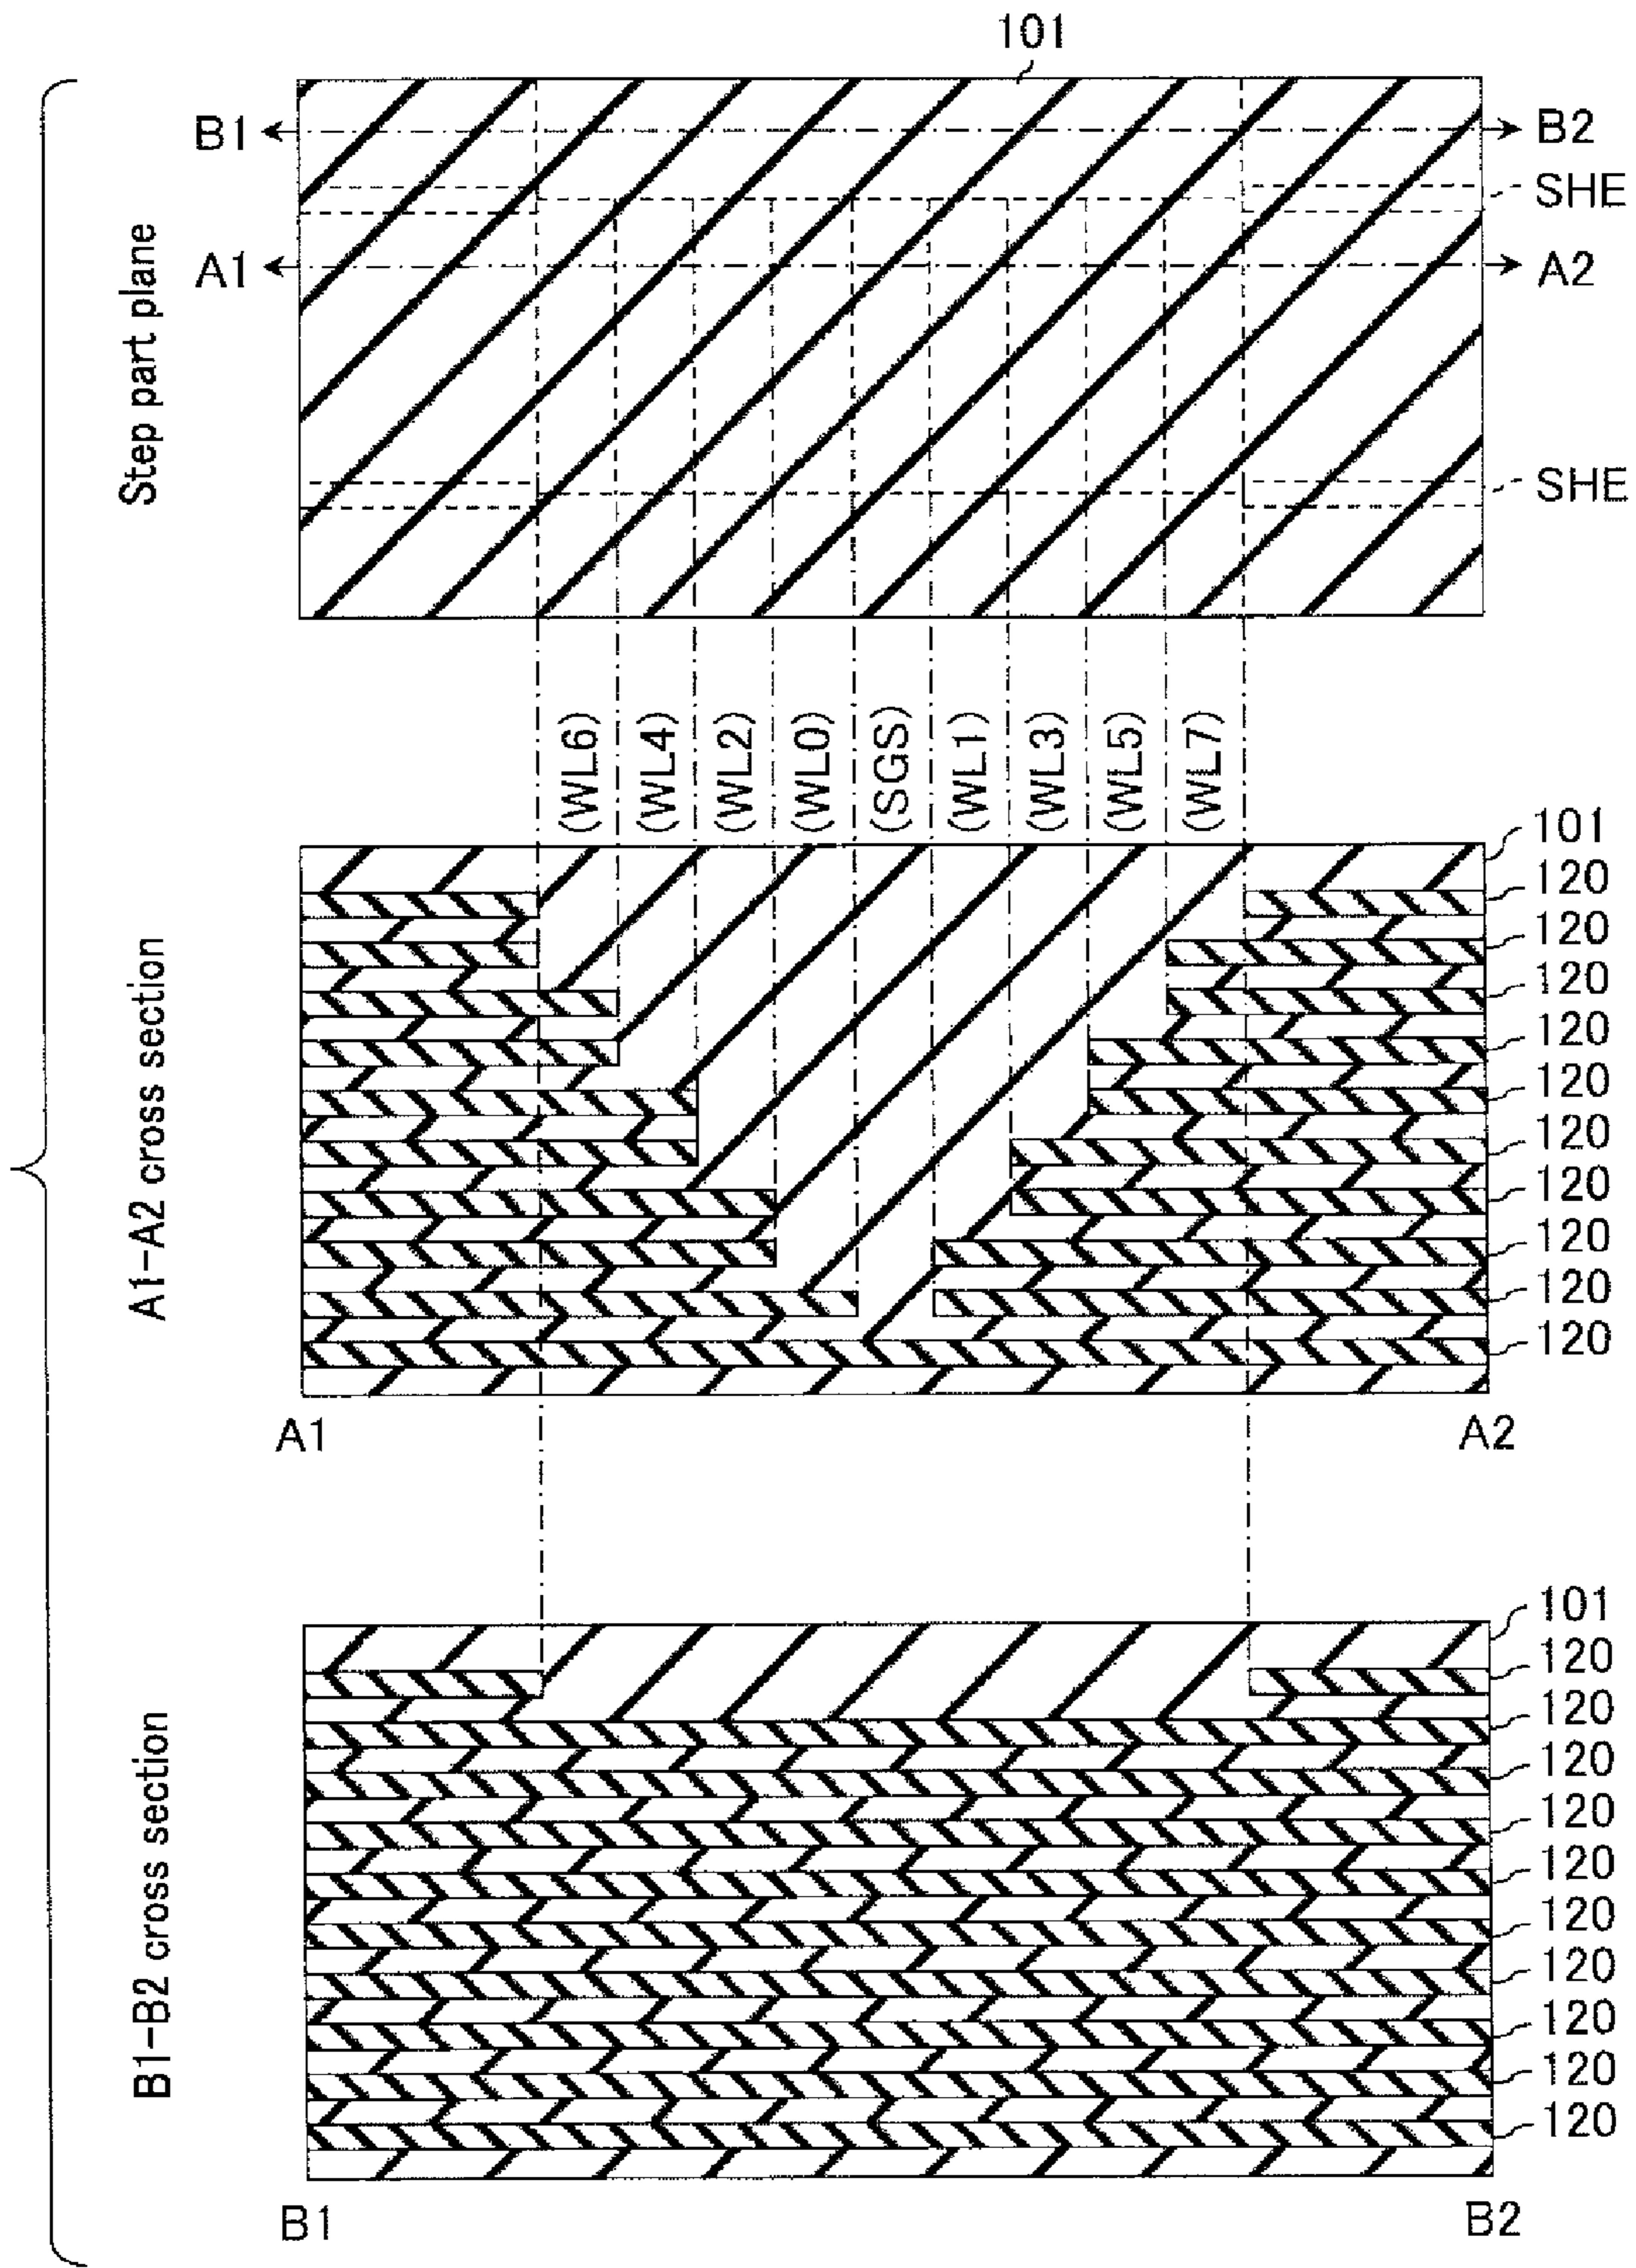 101
B1
B2
SHE
A1
A2
Step part plane
SHE
(WL6)
(WL4)
(WL2)
(WL0)
(SGS)
(WL1)
(WL3)
(WL5)
(WL7)
A1-A2 cross section
101
120
120
120
120
120
120
120
120
120
120
A1
A2
B1-B2 cross section
101
120
120
120
120
120
120
120
120
120
120
B1
B2